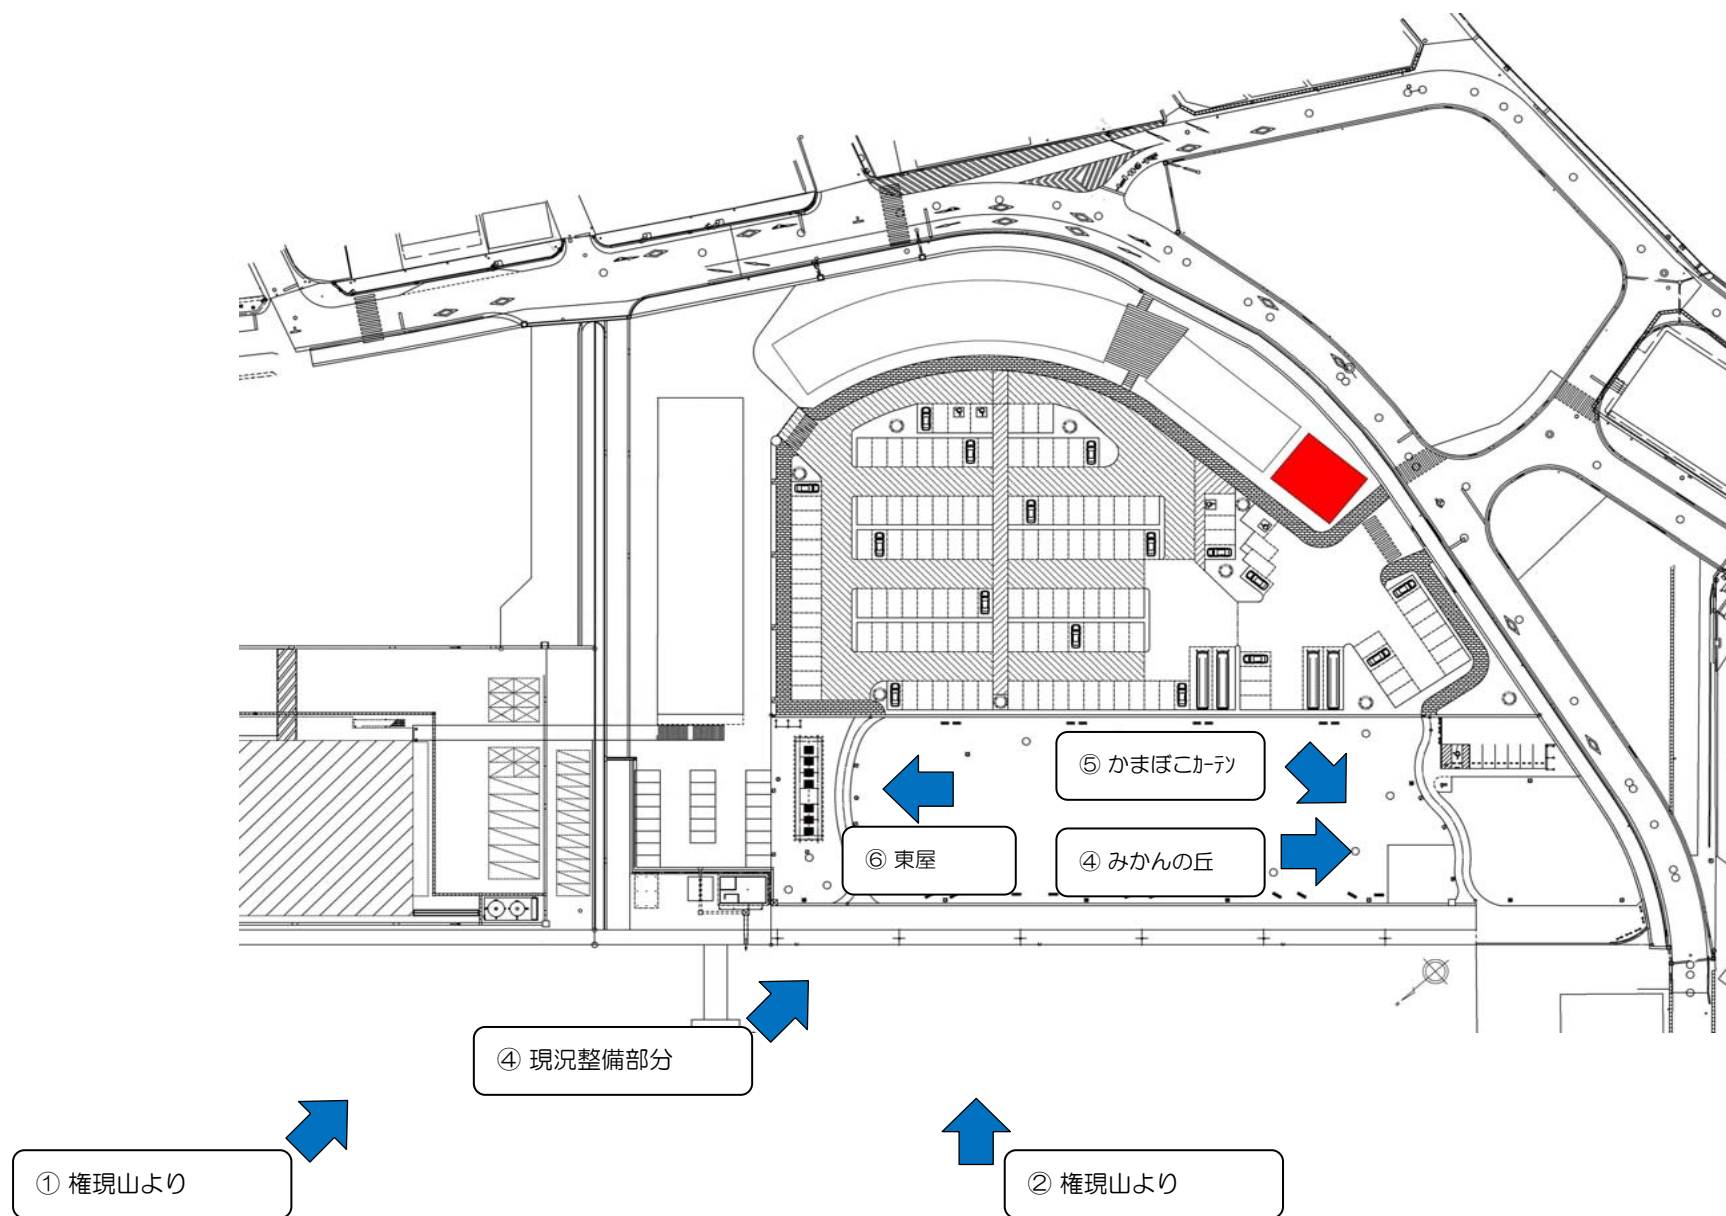 ⑤ かまぼこｶｰﾃﾝ
⑥ 東屋
④ みかんの丘
④ 現況整備部分
① 権現山より
② 権現山より